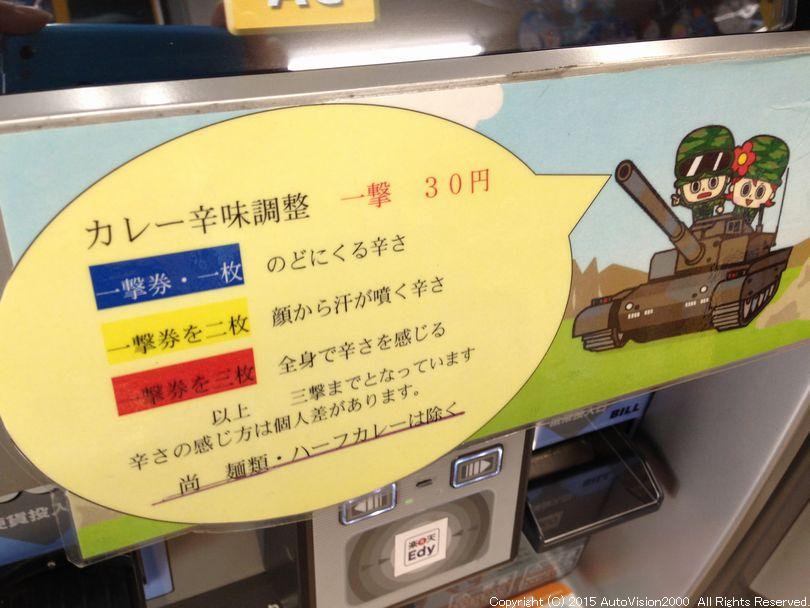 カレー辛味調整 一撃 30円
一撃券・一枚 のどにくる辛さ
一撃券を二枚 顔から汗が噴く辛さ
一撃券を三枚 全身で辛さを感じる
以上 三撃までとなっています
辛さの感じ方は個人差があります。
尚 麺類・ハーフカレーは除く
BILL
楽天
Edy
Copyright (C) 2015 AutoVision2000 All Rights Reserved